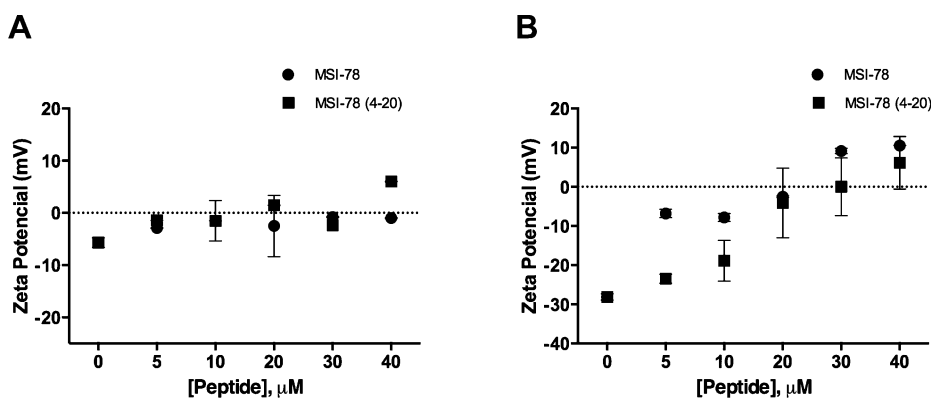 A
MSI-78
MSI-78 (4-20)
Zeta Potencial (mV)
20
10
0
-10
-20
0 5 10 20 30 40
[Peptide], μM
B
MSI-78
MSI-78 (4-20)
Zeta Potencial (mV)
20
10
0
-10
-20
-30
-40
0 5 10 20 30 40
[Peptide], μM